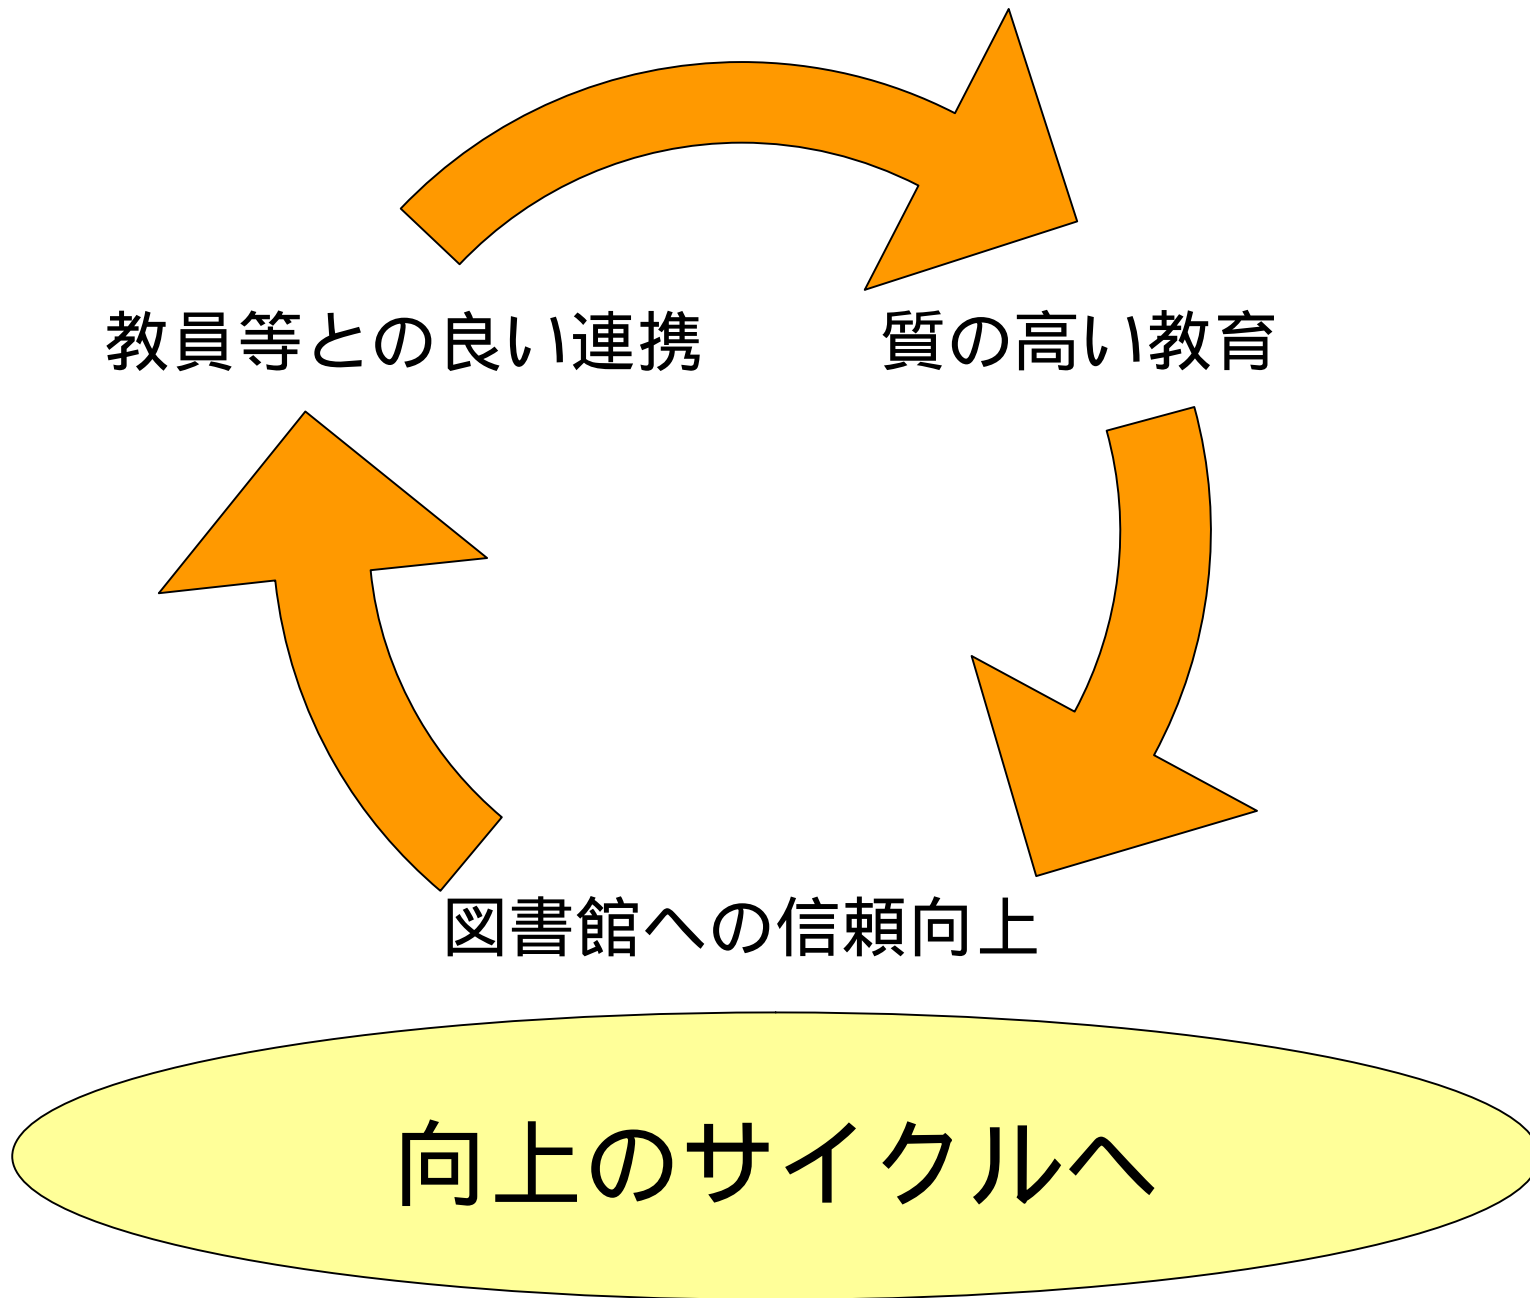 教員等との良い連携
質の高い教育
図書館への信頼向上
向上のサイクルへ